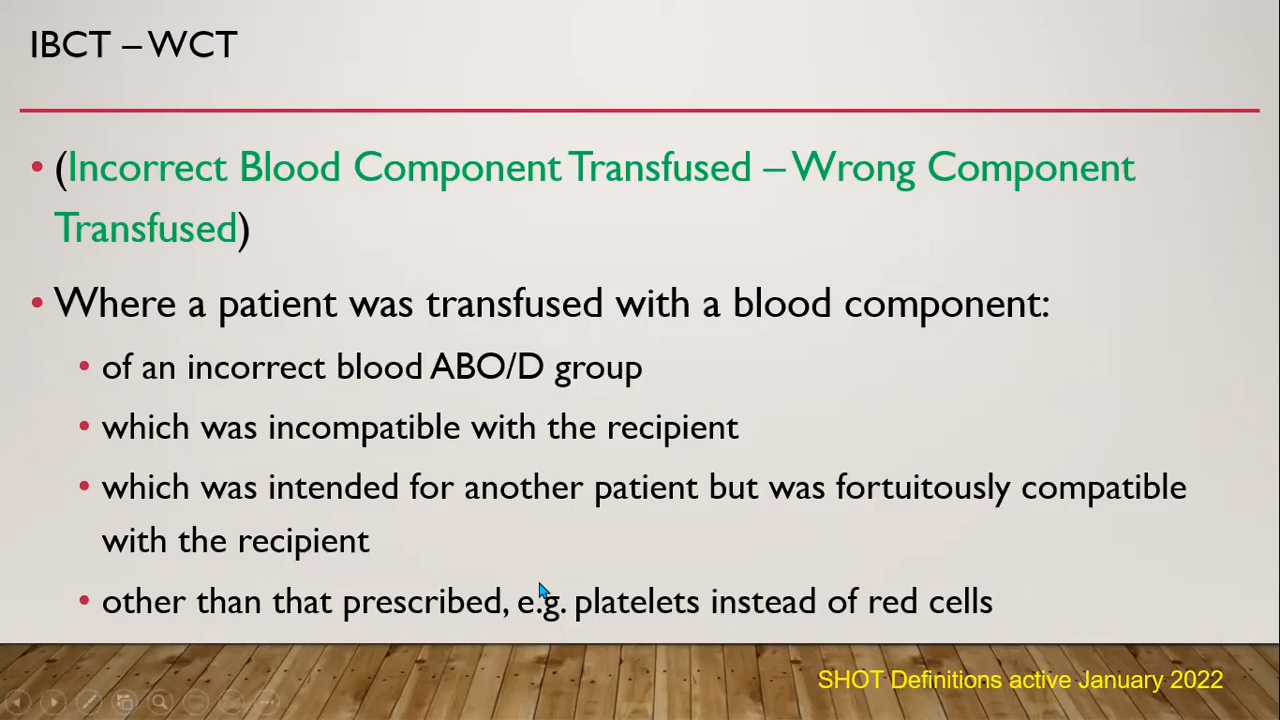 IBCT – WCT
• (Incorrect Blood Component Transfused – Wrong Component
Transfused)
• Where a patient was transfused with a blood component:
• of an incorrect blood ABO/D group
• which was incompatible with the recipient
• which was intended for another patient but was fortuitously compatible
with the recipient
• other than that prescribed, e.g. platelets instead of red cells
SHOT Definitions active January 2022